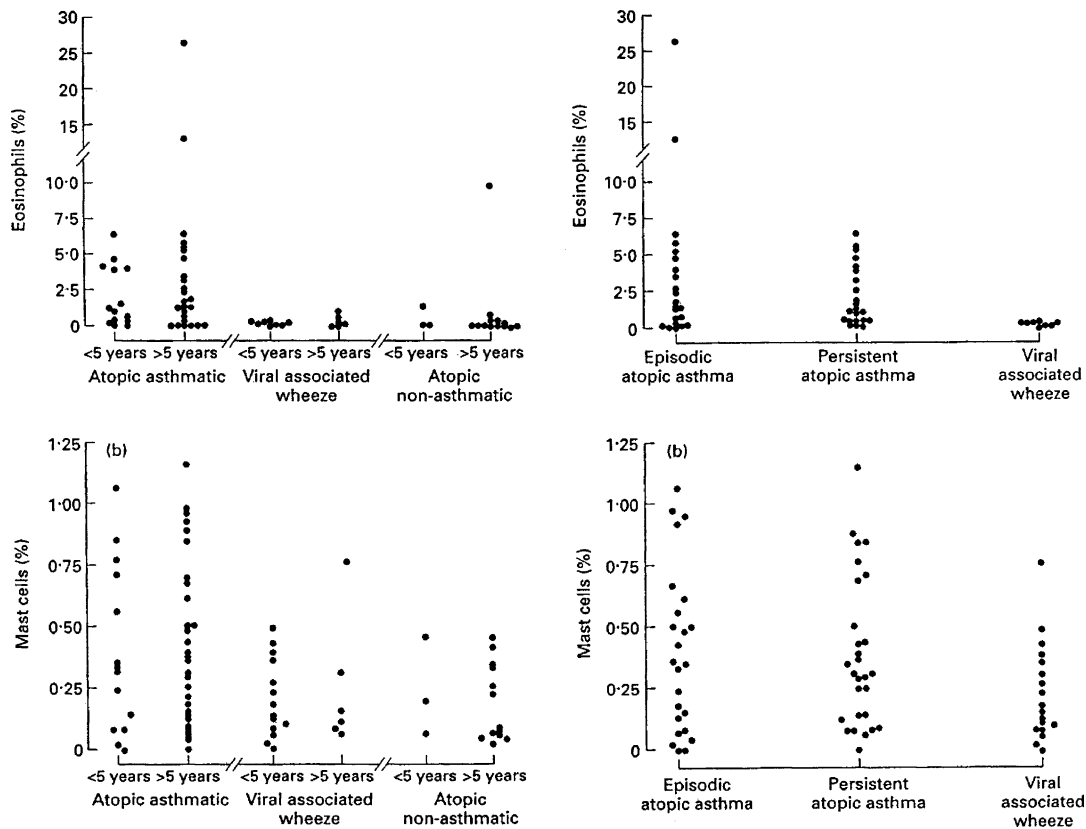 Eosinophils (%)
30
25
20
15
10·0
7·5
5·0
2·5
0
<5 years >5 years <5 years >5 years <5 years >5 years
Atopic asthmatic Viral associated wheeze Atopic non-asthmatic
Eosinophils (%)
30
25
20
15
10·0
7·5
5·0
2·5
0
Episodic atopic asthma Persistent atopic asthma Viral associated wheeze
(b)
Mast cells (%)
1·25
1·00
0·75
0·50
0·25
0
<5 years >5 years <5 years >5 years <5 years >5 years
Atopic asthmatic Viral associated wheeze Atopic non-asthmatic
(b)
Mast cells (%)
1·25
1·00
0·75
0·50
0·25
0
Episodic atopic asthma Persistent atopic asthma Viral associated wheeze